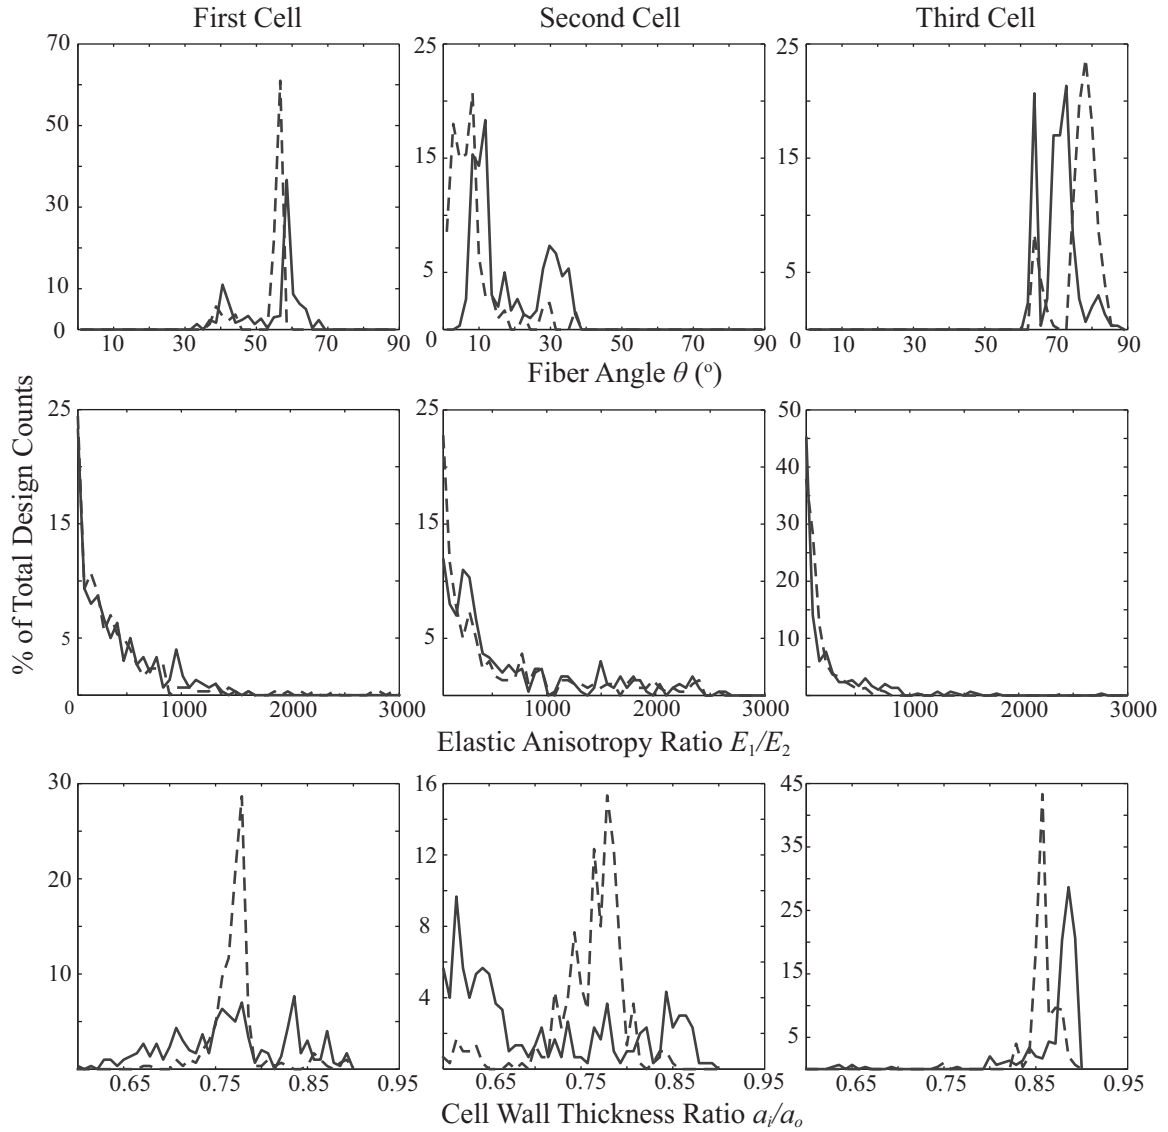 First Cell Second Cell Third Cell
70 25 25
50 15 15
30
10 5 5
0 0 0
10 30 50 70 90 10 30 50 70 90 10 30 50 70 90
Fiber Angle θ (°)
% of Total Design Counts
25 25 50
40
15 15 30
20
5 5 10
0 1000 2000 3000 1000 2000 3000 1000 2000 3000
Elastic Anisotropy Ratio E₁/E₂
30 16 45
12 35
20
8 25
10 4 15
5
0.65 0.75 0.85 0.95 0.65 0.75 0.85 0.95 0.65 0.75 0.85 0.95
Cell Wall Thickness Ratio aᵢ/aₒ